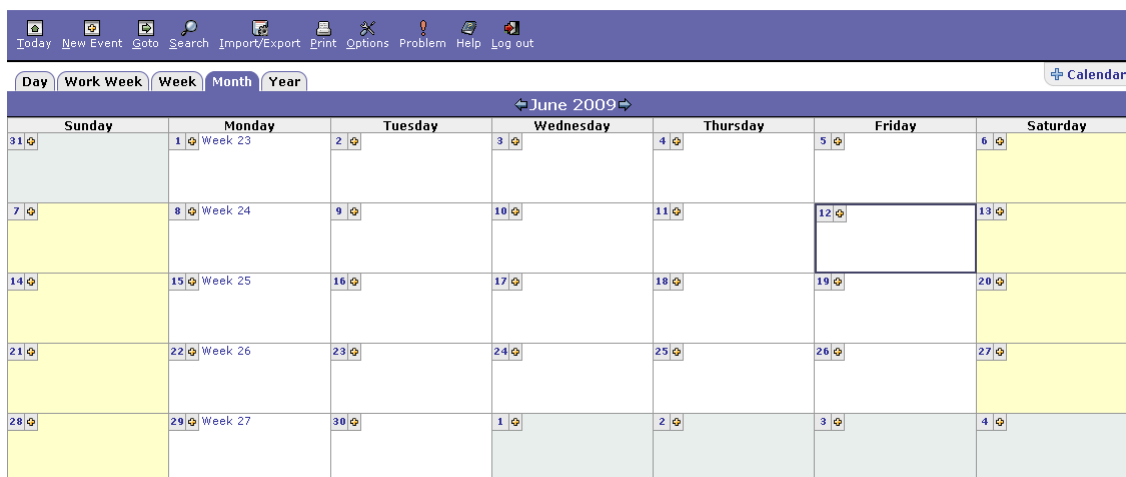 Today New Event Goto Search Import/Export Print Options Problem Help Log out
Day Work Week Week Month Year Calendar
June 2009
Sunday Monday Tuesday Wednesday Thursday Friday Saturday
31 1 Week 23 2 3 4 5 6
7 8 Week 24 9 10 11 12 13
14 15 Week 25 16 17 18 19 20
21 22 Week 26 23 24 25 26 27
28 29 Week 27 30 1 2 3 4